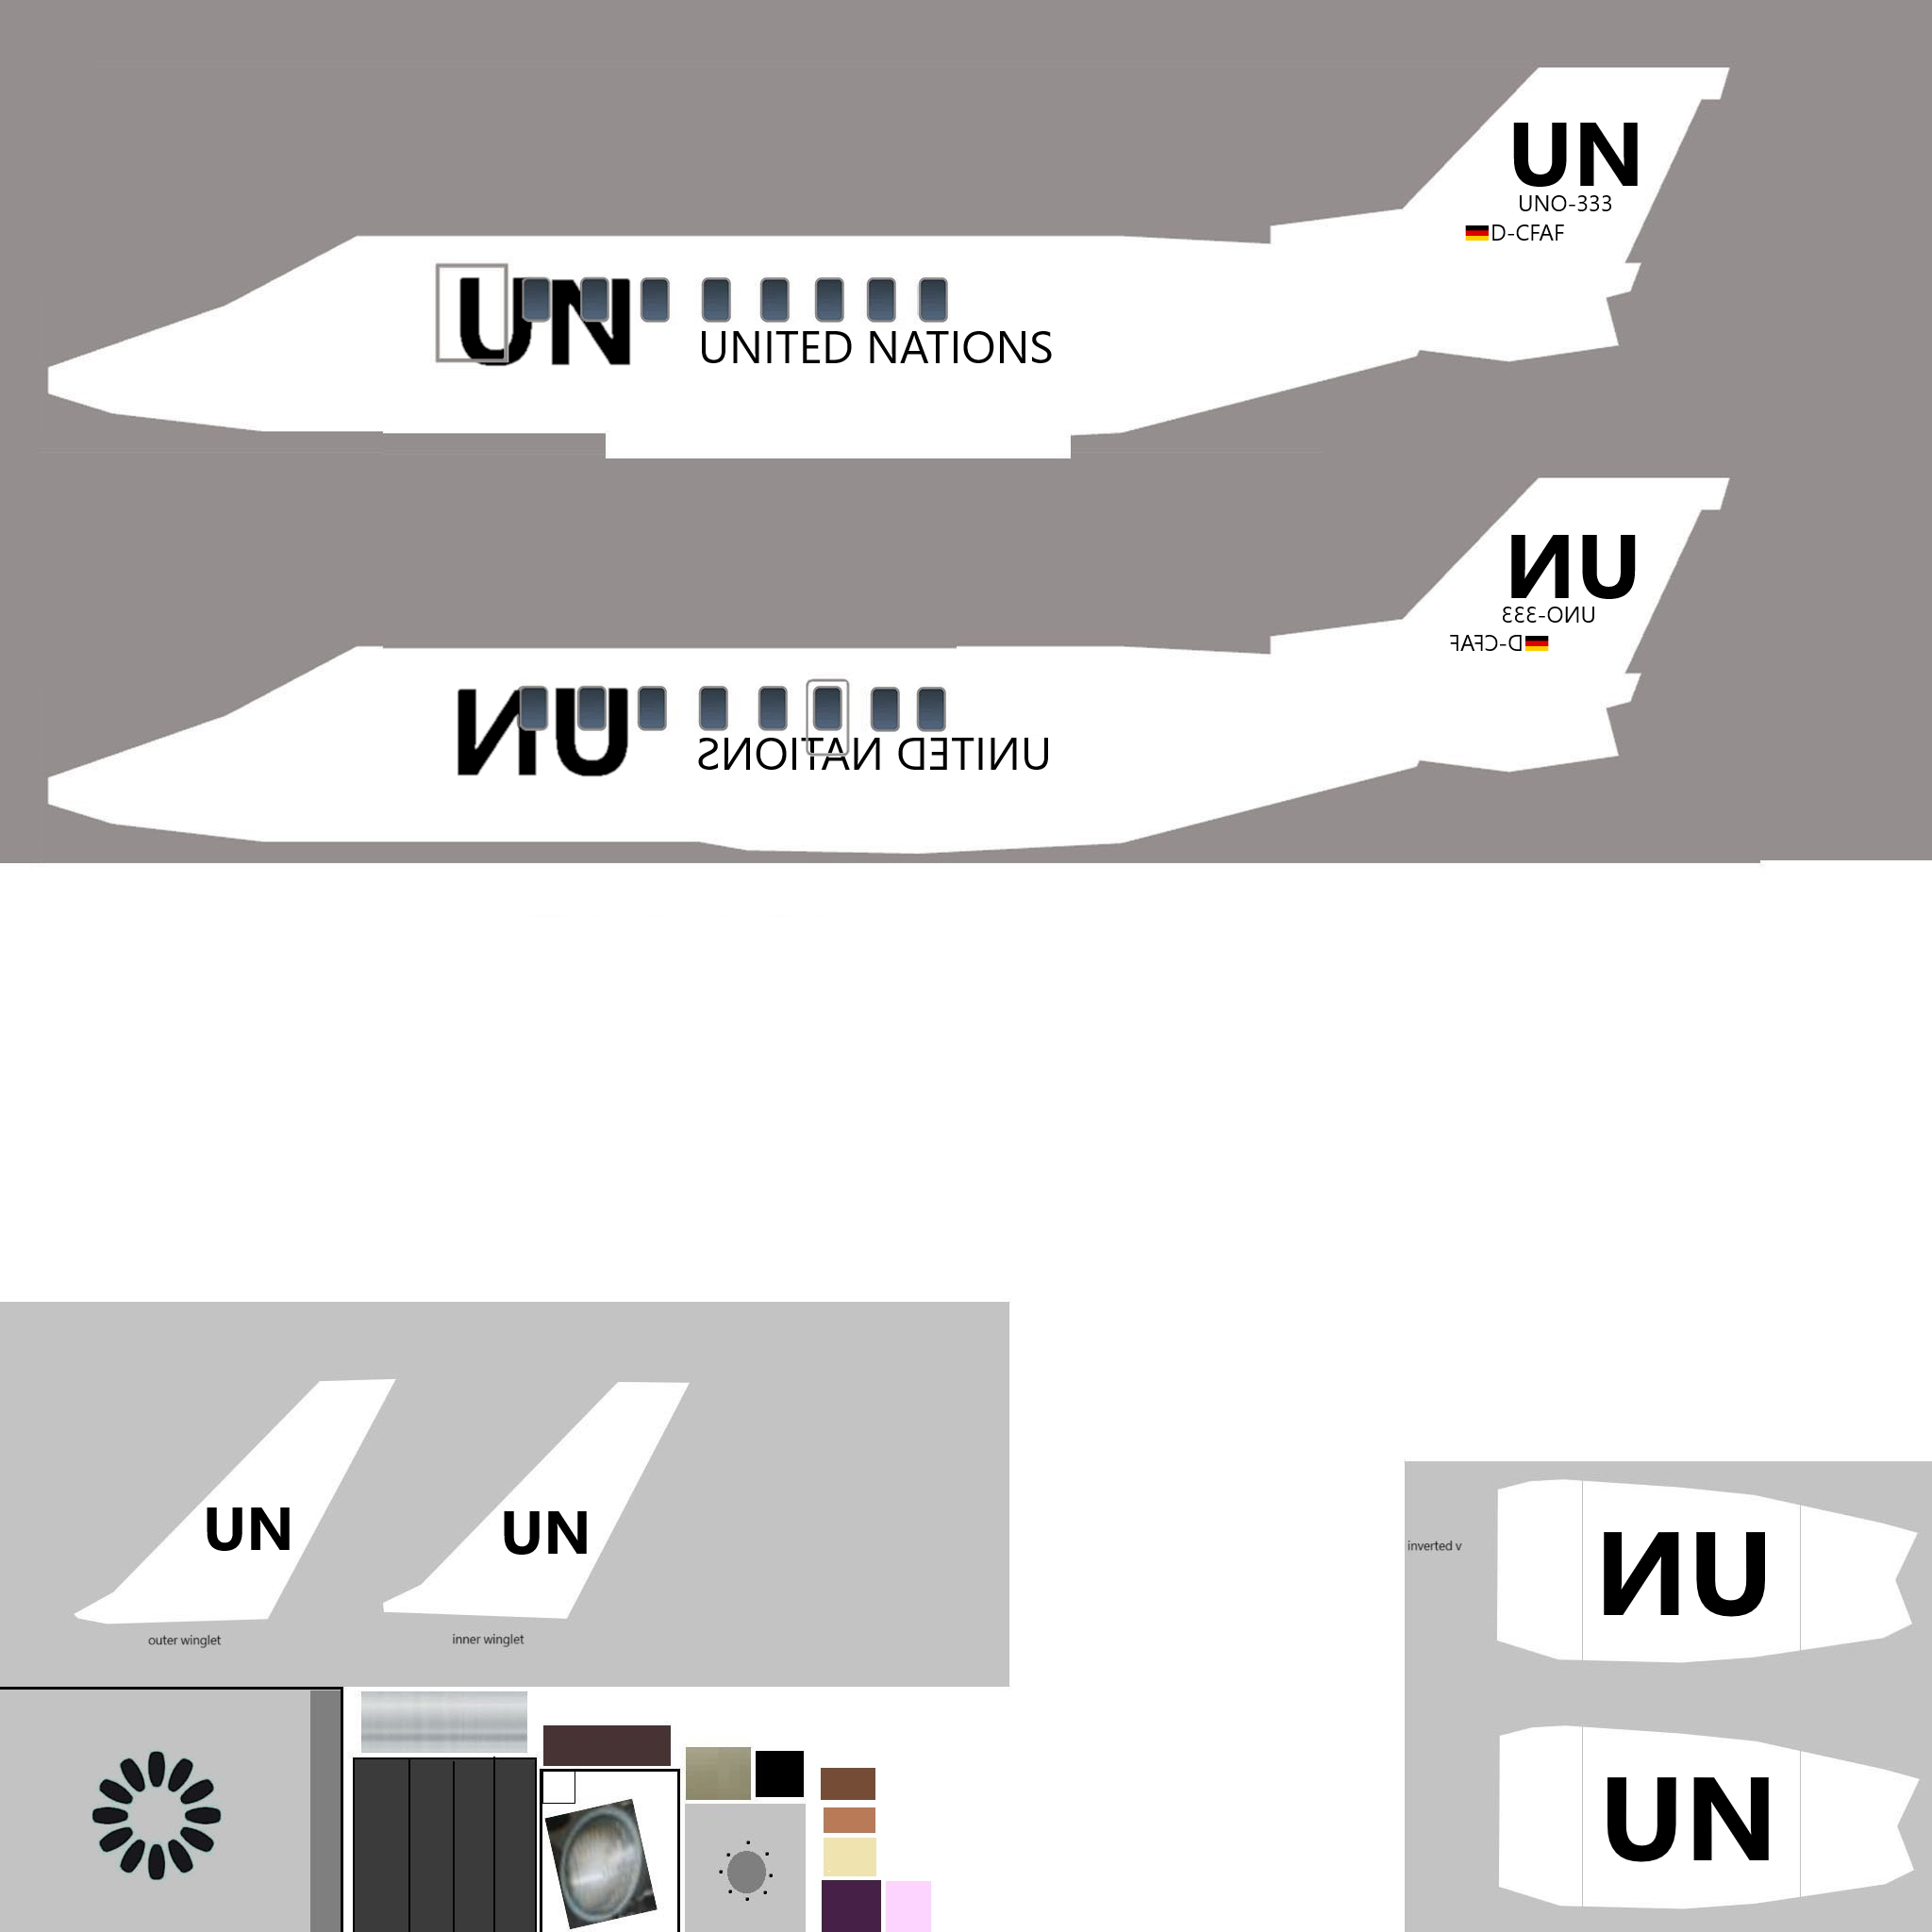 UN
UNO-333
D-CFAF
UN
UNITED NATIONS
UN
UNO-333
D-CFAF
UN
UNITED NATIONS
UN
UN
outer winglet
inner winglet
inverted v
UN
UN